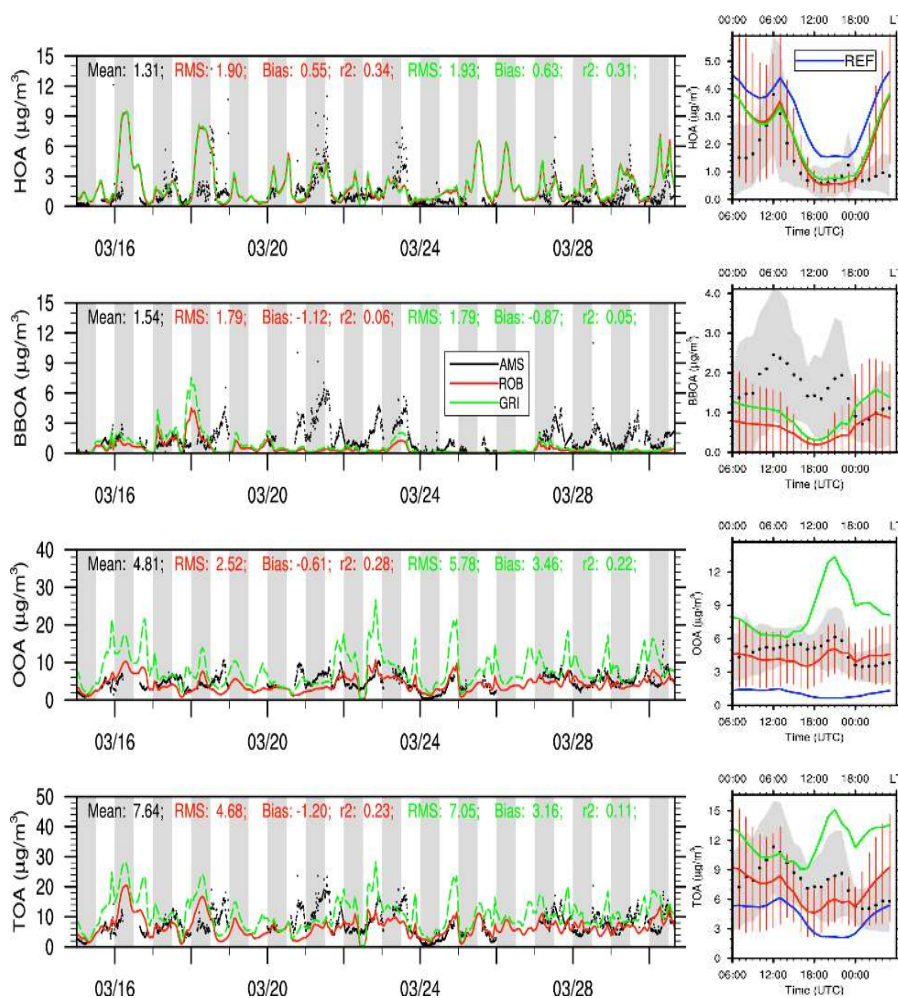 00:00 06:00 12:00 18:00 LT
HOA (μg/m³)
15
12
9
6
3
0
Mean: 1.31; RMS: 1.90; Bias: 0.55; r2: 0.34; RMS: 1.93; Bias: 0.63; r2: 0.31;
03/16 03/20 03/24 03/28
REF
HOA (μg/m³)
5.0
4.0
3.0
2.0
1.0
0.0
06:00 12:00 18:00 00:00
Time (UTC)
BBOA (μg/m³)
15
12
9
6
3
0
Mean: 1.54; RMS: 1.79; Bias: -1.12; r2: 0.06; RMS: 1.79; Bias: -0.87; r2: 0.05;
AMS
ROB
GRI
03/16 03/20 03/24 03/28
00:00 06:00 12:00 18:00 LT
BBOA (μg/m³)
4.0
3.0
2.0
1.0
0.0
06:00 12:00 18:00 00:00
Time (UTC)
OOA (μg/m³)
40
30
20
10
0
Mean: 4.81; RMS: 2.52; Bias: -0.61; r2: 0.28; RMS: 5.78; Bias: 3.46; r2: 0.22;
03/16 03/20 03/24 03/28
00:00 06:00 12:00 18:00 LT
OOA (μg/m³)
12
9
6
3
0
06:00 12:00 18:00 00:00
Time (UTC)
TOA (μg/m³)
50
40
30
20
10
0
Mean: 7.64; RMS: 4.68; Bias: -1.20; r2: 0.23; RMS: 7.05; Bias: 3.16; r2: 0.11;
03/16 03/20 03/24 03/28
00:00 06:00 12:00 18:00 LT
TOA (μg/m³)
15
12
9
6
3
0
06:00 12:00 18:00 00:00
Time (UTC)